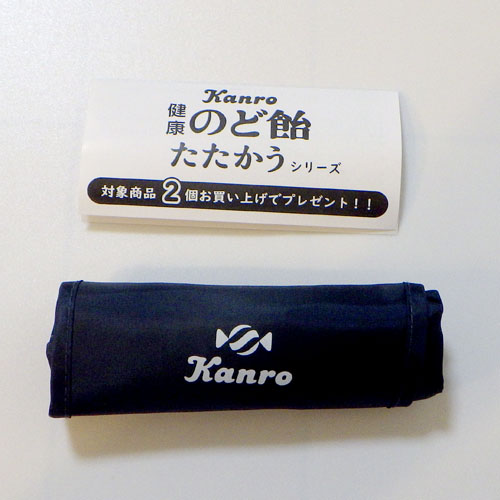 Kanro
健康
のど飴
たたかう シリーズ
対象商品2個お買い上げでプレゼント！！
Kanro